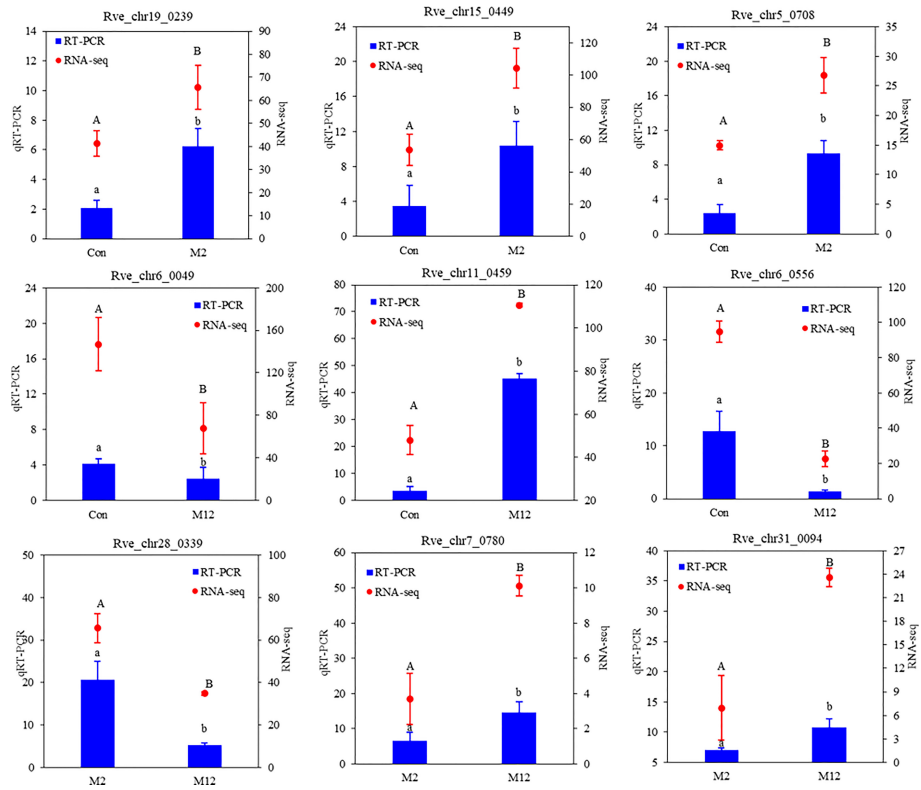 Rve_chr19_0239
RT-PCR
RNA-seq
qRT-PCR
14
12
10
8
6
4
2
0
A
a
B
b
90
80
70
60
50
40
30
20
10
0
RNA-seq
Con M2
Rve_chr15_0449
RT-PCR
RNA-seq
qRT-PCR
24
20
16
12
8
4
0
A
a
B
b
120
100
80
60
40
20
0
RNA-seq
Con M2
Rve_chr5_0708
RT-PCR
RNA-seq
qRT-PCR
24
20
16
12
8
4
0
A
a
B
b
35
30
25
20
15
10
5
0
RNA-seq
Con M2
Rve_chr6_0049
RT-PCR
RNA-seq
qRT-PCR
24
20
16
12
8
4
0
A
a
B
b
200
160
120
80
40
0
RNA-seq
Con M12
Rve_chr11_0459
RT-PCR
RNA-seq
qRT-PCR
80
70
60
50
40
30
20
10
0
A
a
B
b
120
100
80
60
40
20
RNA-seq
Con M12
Rve_chr6_0556
RT-PCR
RNA-seq
qRT-PCR
40
30
20
10
0
A
a
B
b
120
100
80
60
40
20
0
RNA-seq
Con M12
Rve_chr28_0339
RT-PCR
RNA-seq
qRT-PCR
50
40
30
20
10
0
A
a
B
b
100
80
60
40
20
0
RNA-seq
M2 M12
Rve_chr7_0780
RT-PCR
RNA-seq
qRT-PCR
60
50
40
30
20
10
0
A
a
B
b
12
10
8
6
4
2
0
RNA-seq
M2 M12
Rve_chr31_0094
RT-PCR
RNA-seq
qRT-PCR
40
35
30
25
20
15
10
5
A
a
B
b
27
24
21
18
15
12
9
6
3
0
RNA-seq
M2 M12